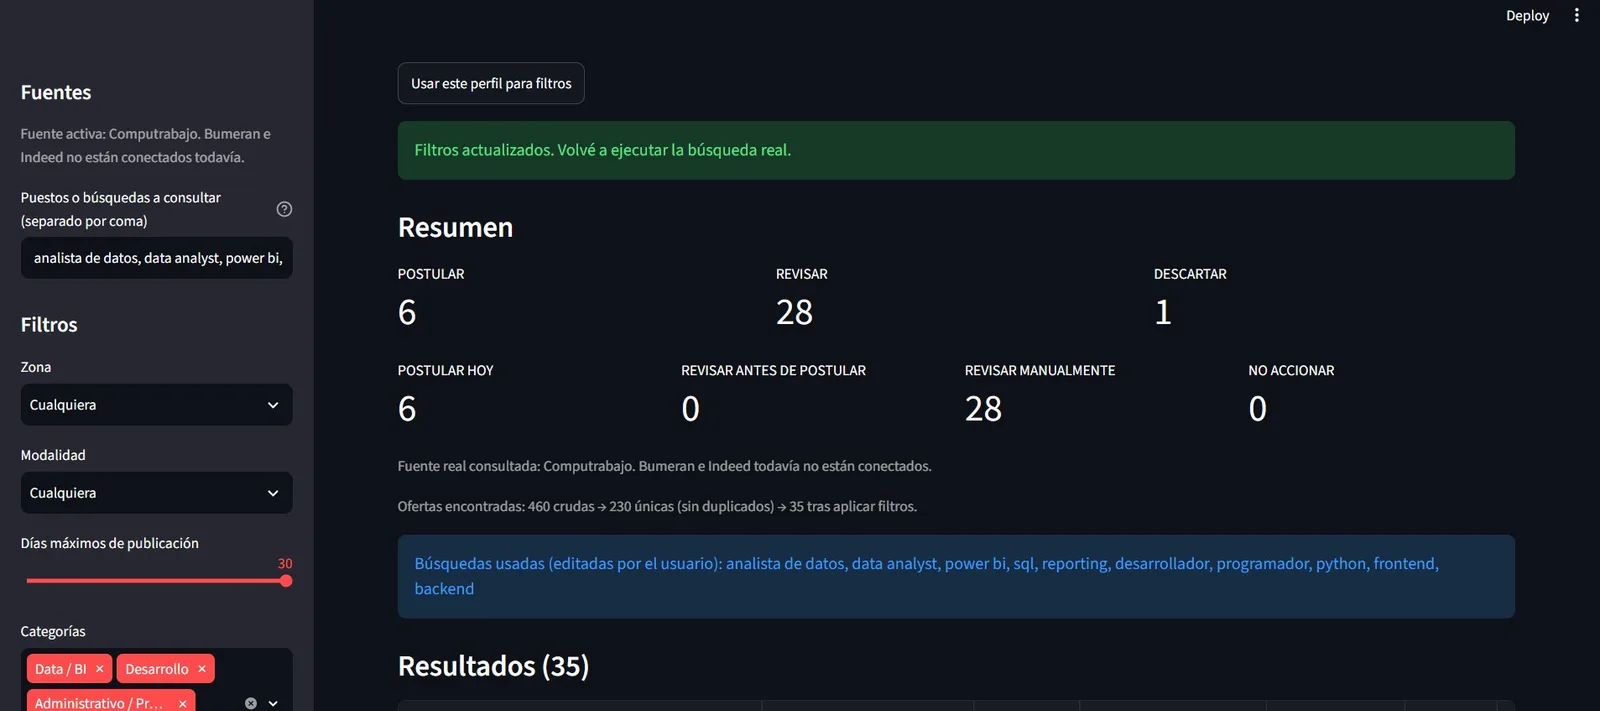 Deploy
Fuentes
Fuente activa: Computrabajo. Bumeran e
Indeed no están conectados todavía.
Puestos o búsquedas a consultar
(separado por coma)
analista de datos, data analyst, power bi,
Filtros
Zona
Cualquiera
Modalidad
Cualquiera
Días máximos de publicación
30
Categorías
Data / BI
Desarrollo
Administrativo / Pr...
Usar este perfil para filtros
Filtros actualizados. Volvé a ejecutar la búsqueda real.
Resumen
POSTULAR
REVISAR
DESCARTAR
6
28
1
POSTULAR HOY
REVISAR ANTES DE POSTULAR
REVISAR MANUALMENTE
NO ACCIONAR
6
0
28
0
Fuente real consultada: Computrabajo. Bumeran e Indeed todavía no están conectados.
Ofertas encontradas: 460 crudas → 230 únicas (sin duplicados) → 35 tras aplicar filtros.
Búsquedas usadas (editadas por el usuario): analista de datos, data analyst, power bi, sql, reporting, desarrollador, programador, python, frontend,
backend
Resultados (35)